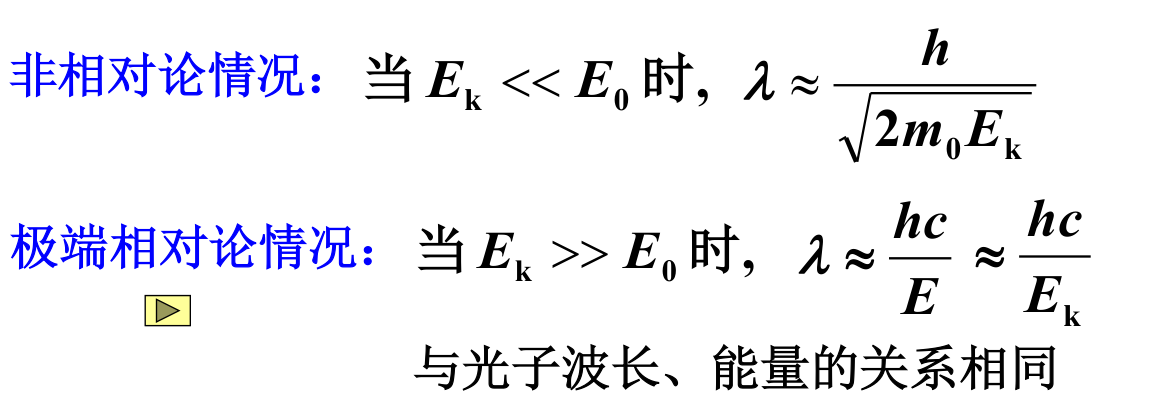 非相对论情况： 当 Eₖ << E₀ 时, λ ≈ h / √(2m₀Eₖ)
极端相对论情况： 当 Eₖ >> E₀ 时, λ ≈ hc / E ≈ hc / Eₖ
与光子波长、能量的关系相同